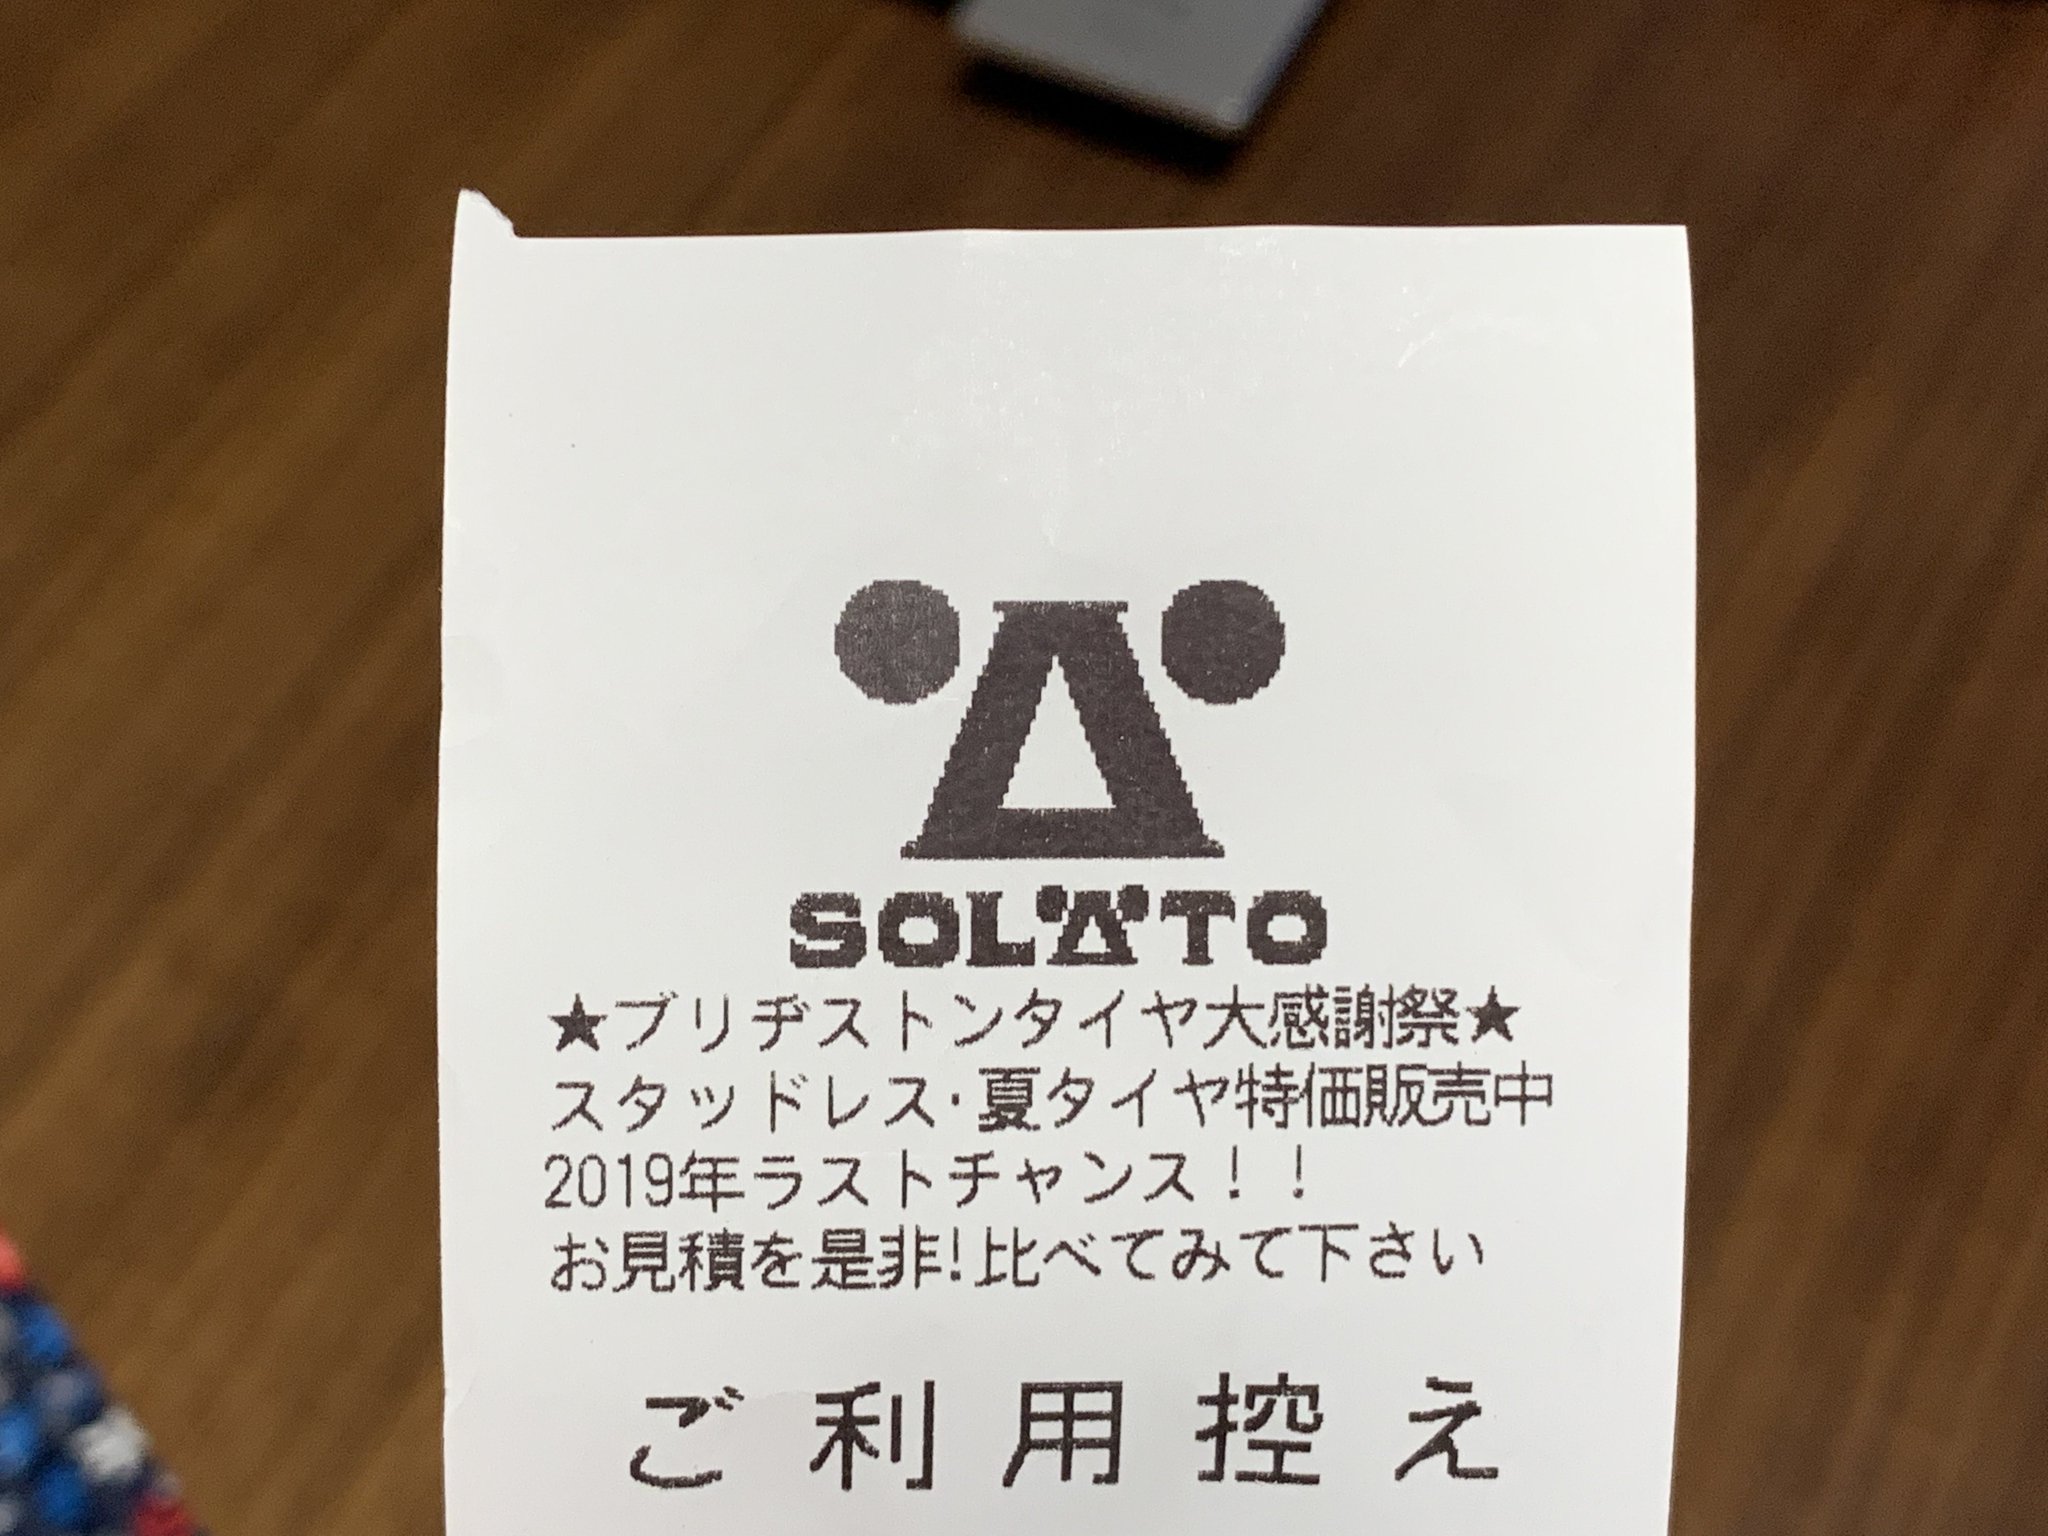 SOLATO
★ブリヂストンタイヤ大感謝祭★
スタッドレス・夏タイヤ特価販売中
2019年ラストチャンス！！
お見積を是非!比べてみて下さい
ご利用控え